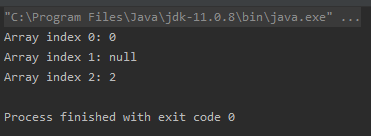 "C:\Program Files\Java\jdk-11.0.8\bin\java.exe" ...
Array index 0: 0
Array index 1: null
Array index 2: 2
Process finished with exit code 0